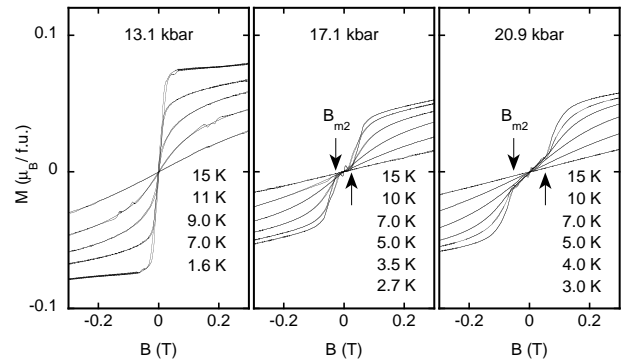 0.1
0
-0.1
M (μB / f.u.)
13.1 kbar
15 K
11 K
9.0 K
7.0 K
1.6 K
-0.2 0 0.2
B (T)
17.1 kbar
Bm2
15 K
10 K
7.0 K
5.0 K
3.5 K
2.7 K
-0.2 0 0.2
B (T)
20.9 kbar
Bm2
15 K
10 K
7.0 K
5.0 K
4.0 K
3.0 K
-0.2 0 0.2
B (T)